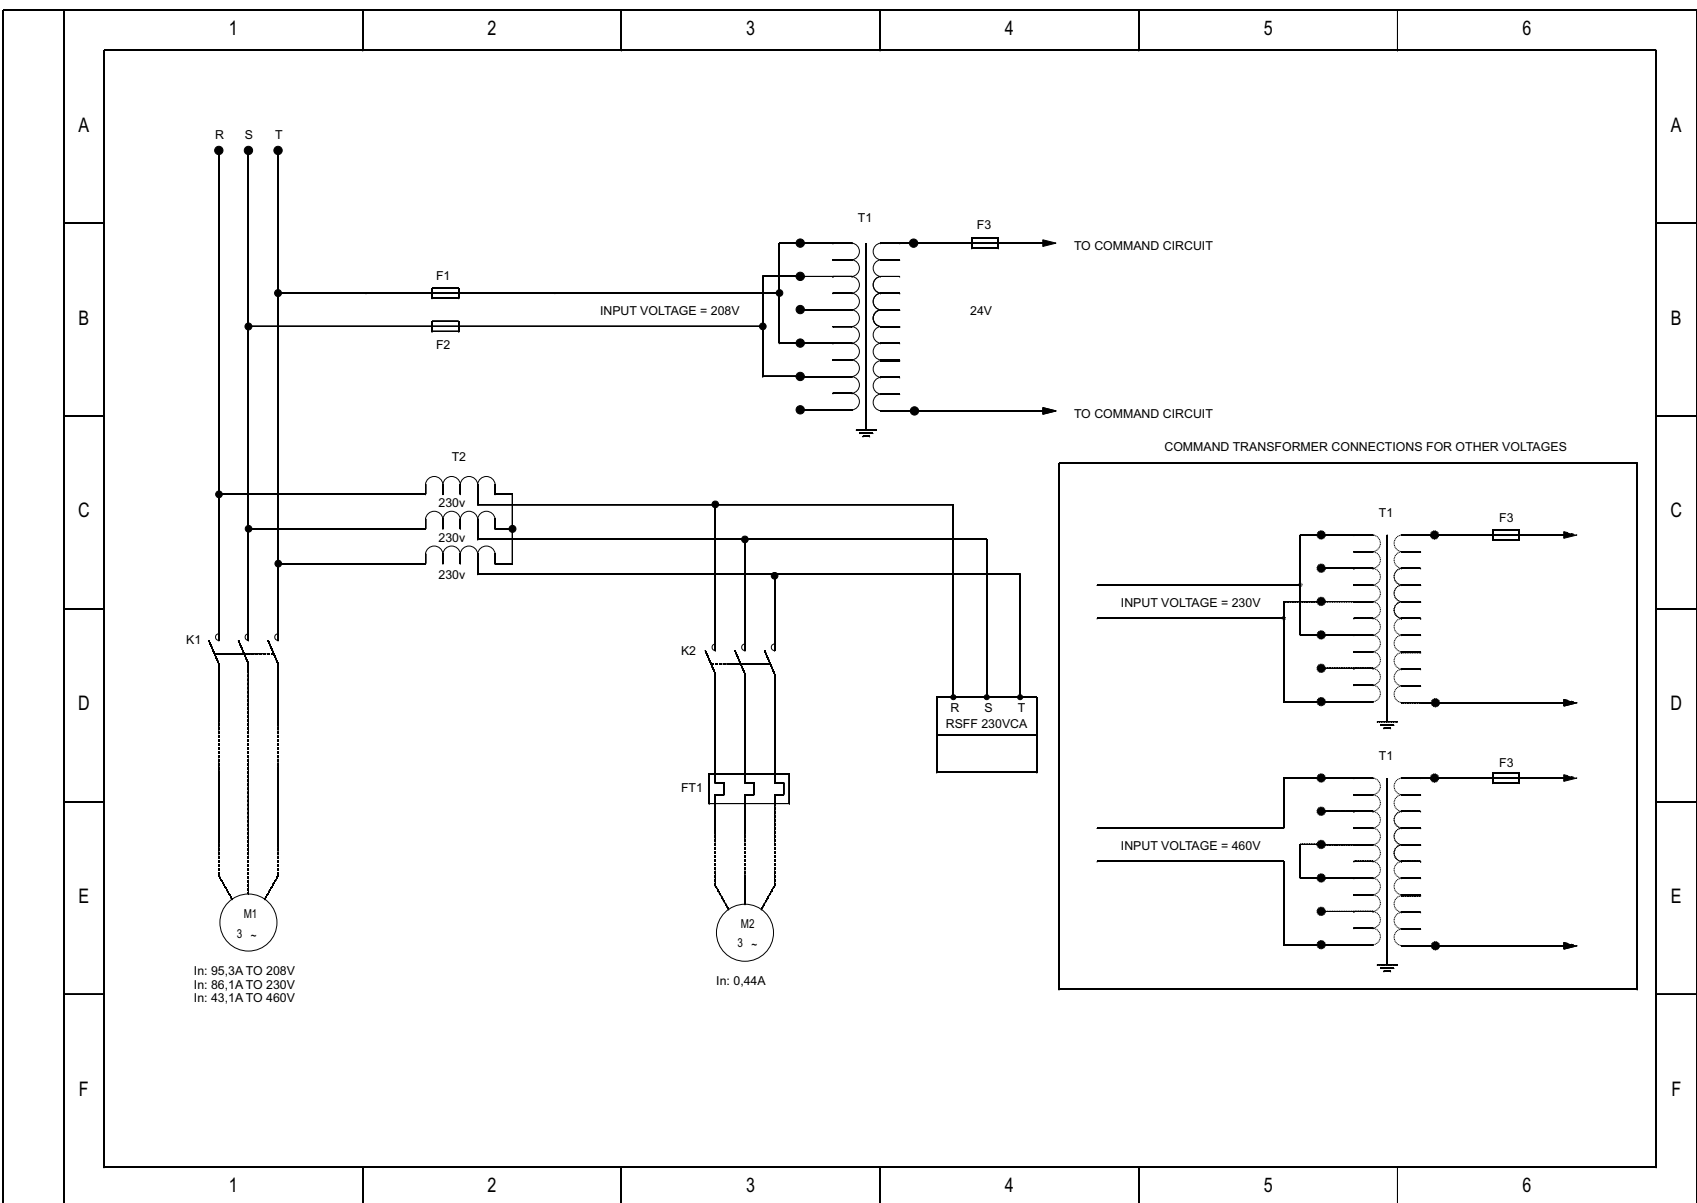 1 2 3 4 5 6
A A
R S T
T1 F3
TO COMMAND CIRCUIT
F1
INPUT VOLTAGE = 208V 24V
B B
F2
TO COMMAND CIRCUIT
COMMAND TRANSFORMER CONNECTIONS FOR OTHER VOLTAGES
T2
230v
C C
T1 F3
230v
230v
INPUT VOLTAGE = 230V
K1
K2
D D
R S T
RSFF 230VCA
T1 F3
FT1
INPUT VOLTAGE = 460V
E E
M1
3 ~
M2
3 ~
In: 95,3A TO 208V
In: 86,1A TO 230V
In: 43,1A TO 460V
In: 0,44A
F F
1 2 3 4 5 6